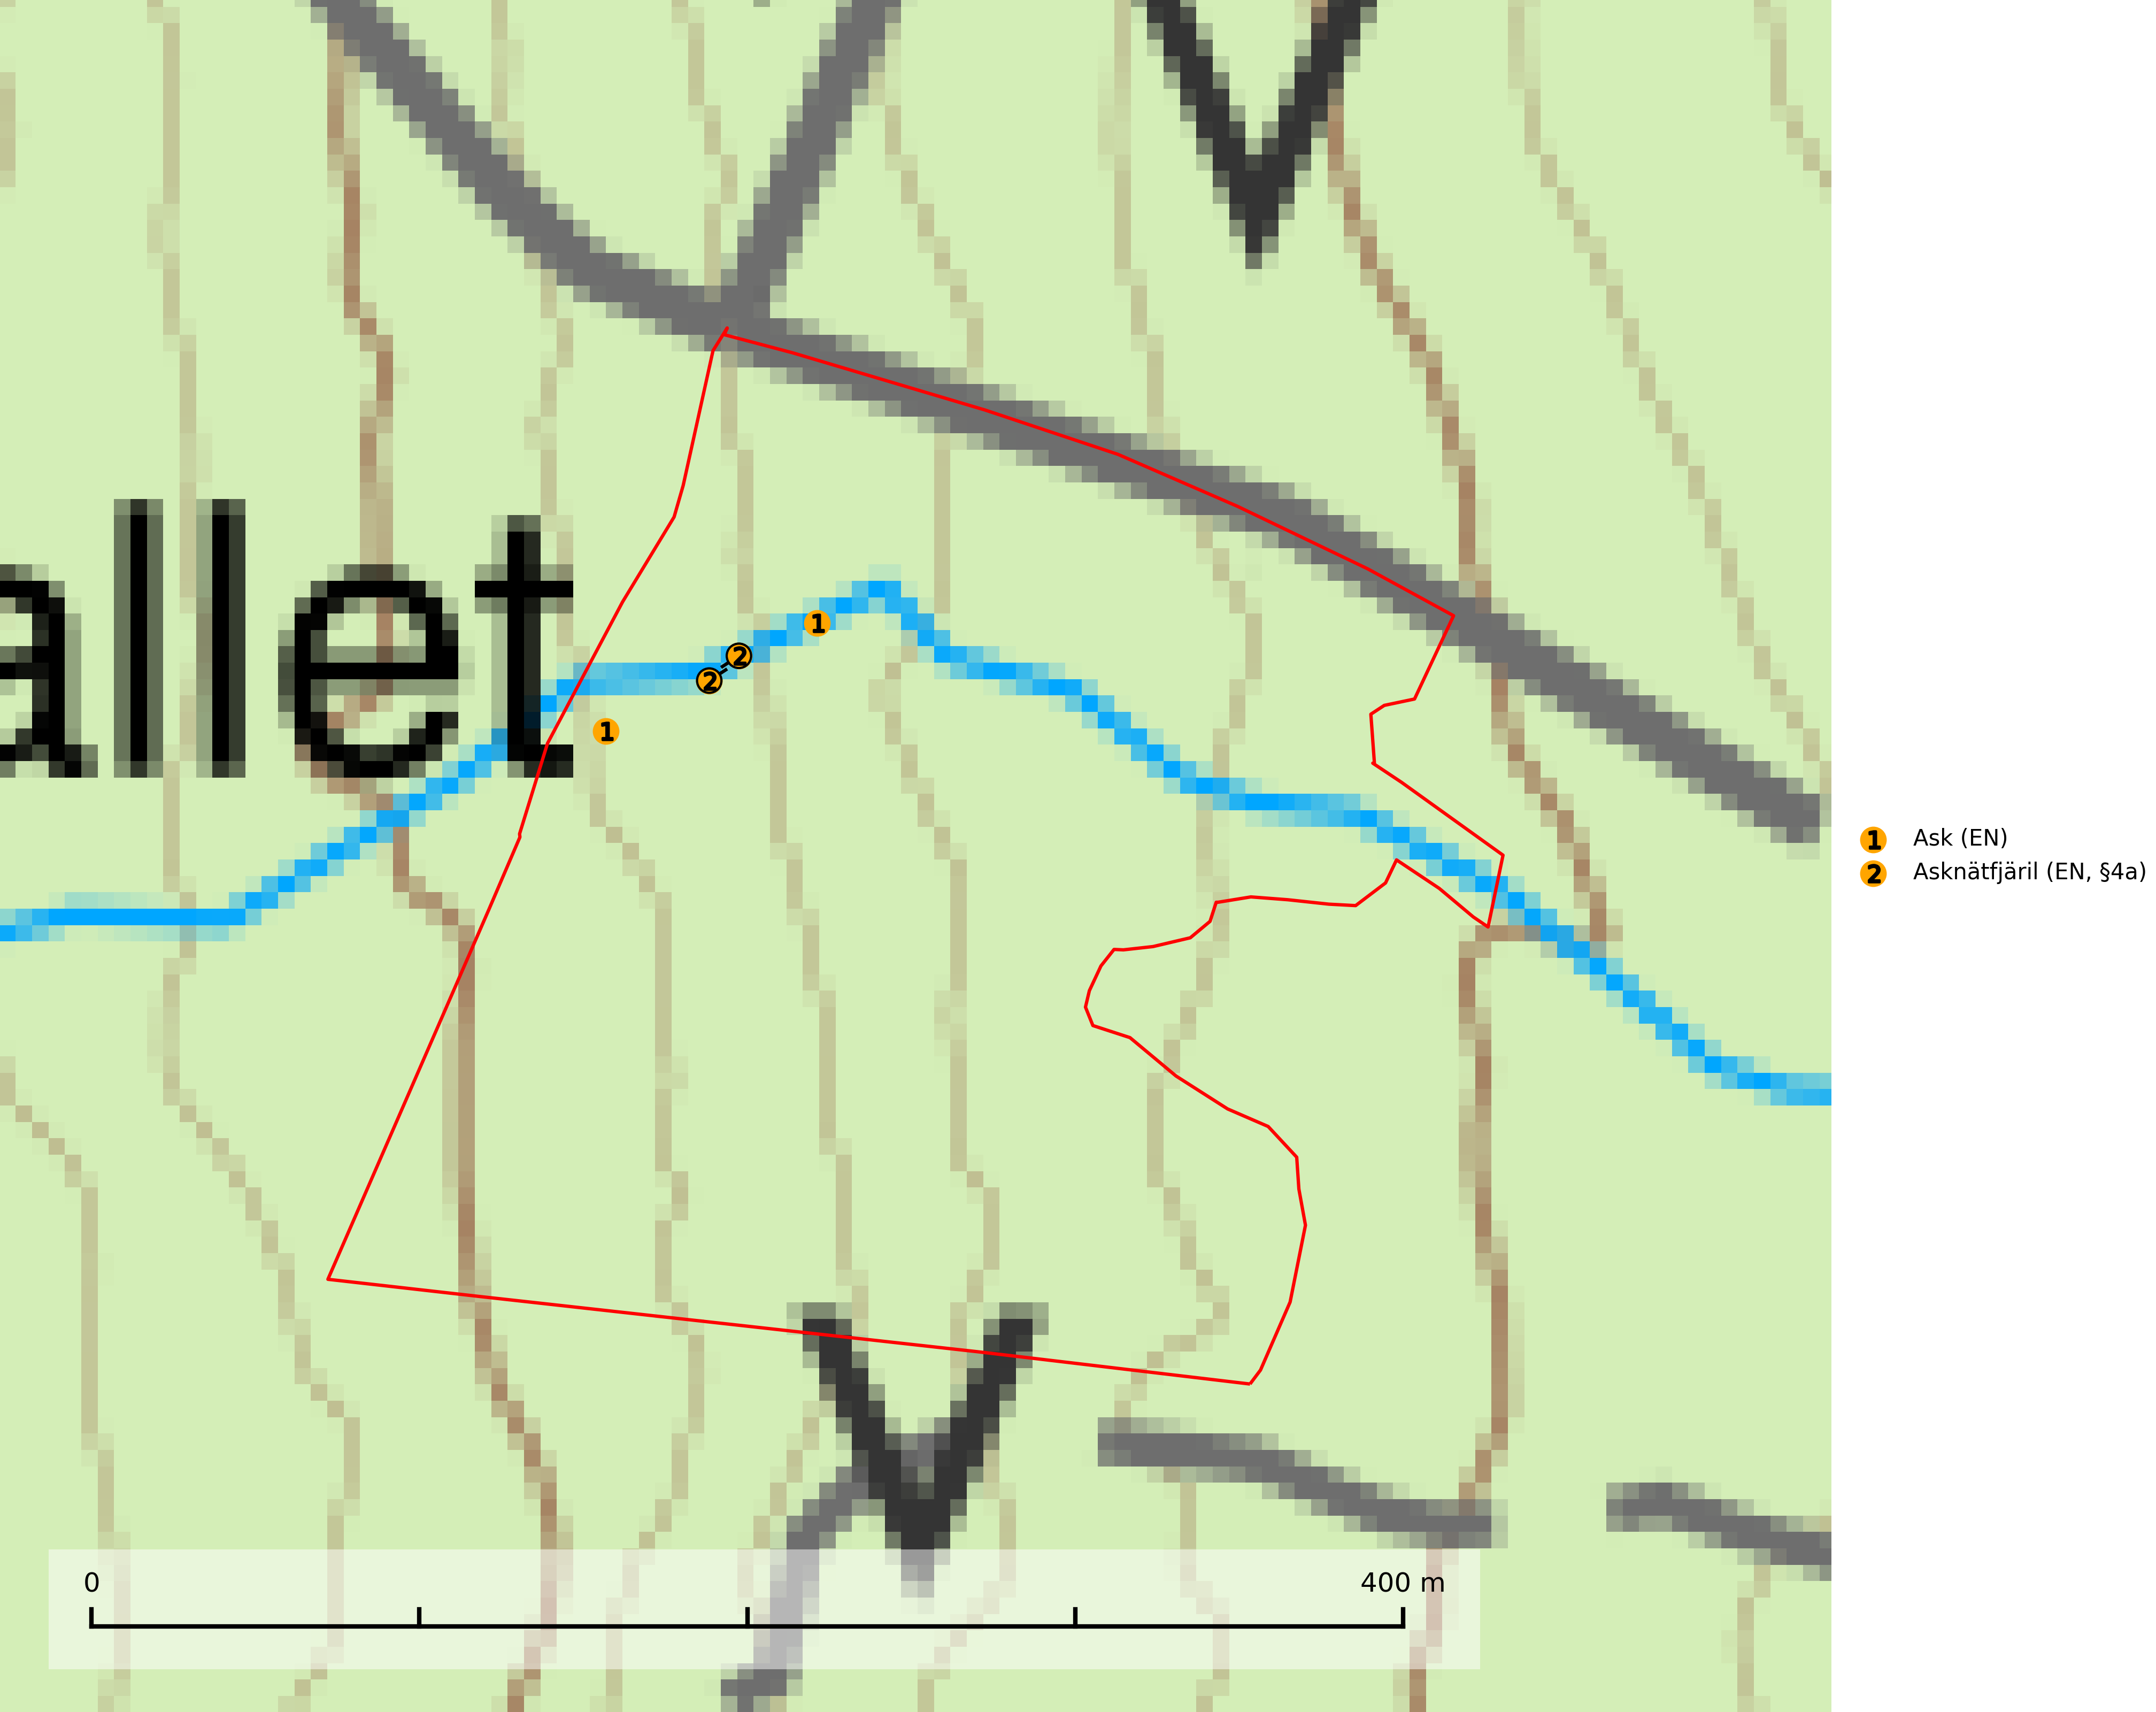 allet
1
2
2
1
1 Ask (EN)
2 Asknätfjäril (EN, §4a)
0 400 m